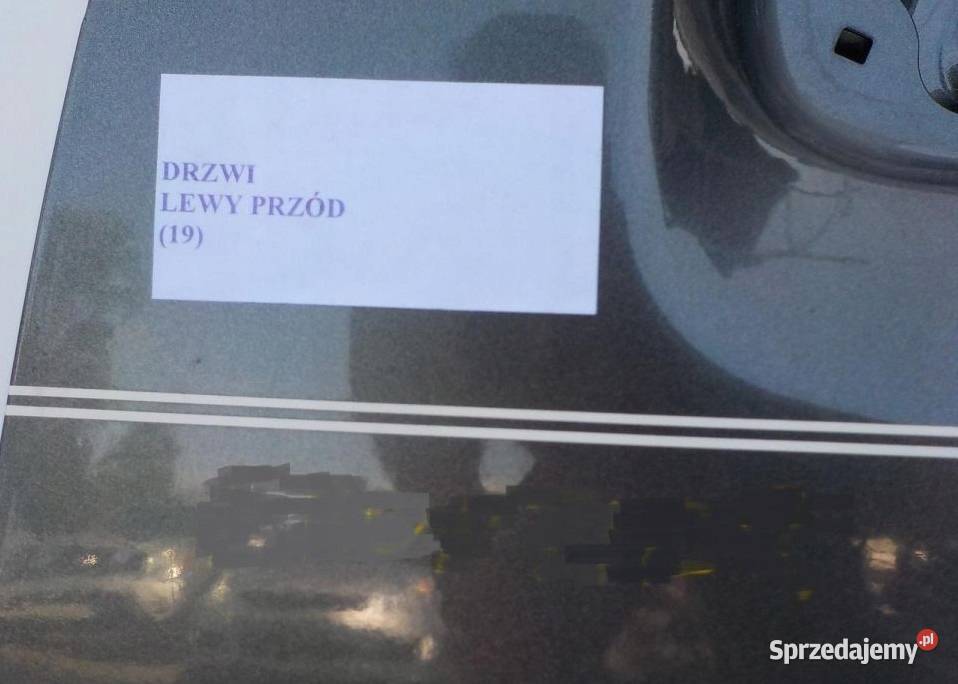 DRZWI
LEWY PRZÓD
(19)
Sprzedajemy.pl